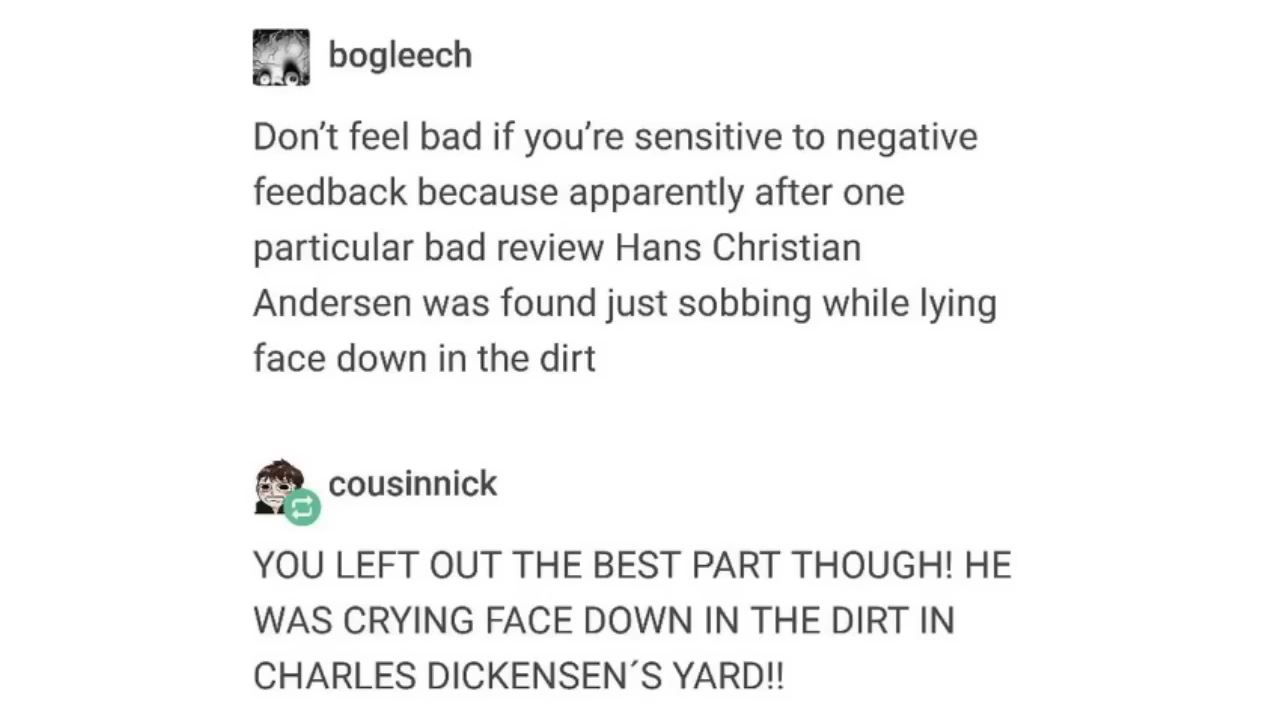 bogleech
Don’t feel bad if you’re sensitive to negative
feedback because apparently after one
particular bad review Hans Christian
Andersen was found just sobbing while lying
face down in the dirt
cousinnick
YOU LEFT OUT THE BEST PART THOUGH! HE
WAS CRYING FACE DOWN IN THE DIRT IN
CHARLES DICKENSEN´S YARD!!